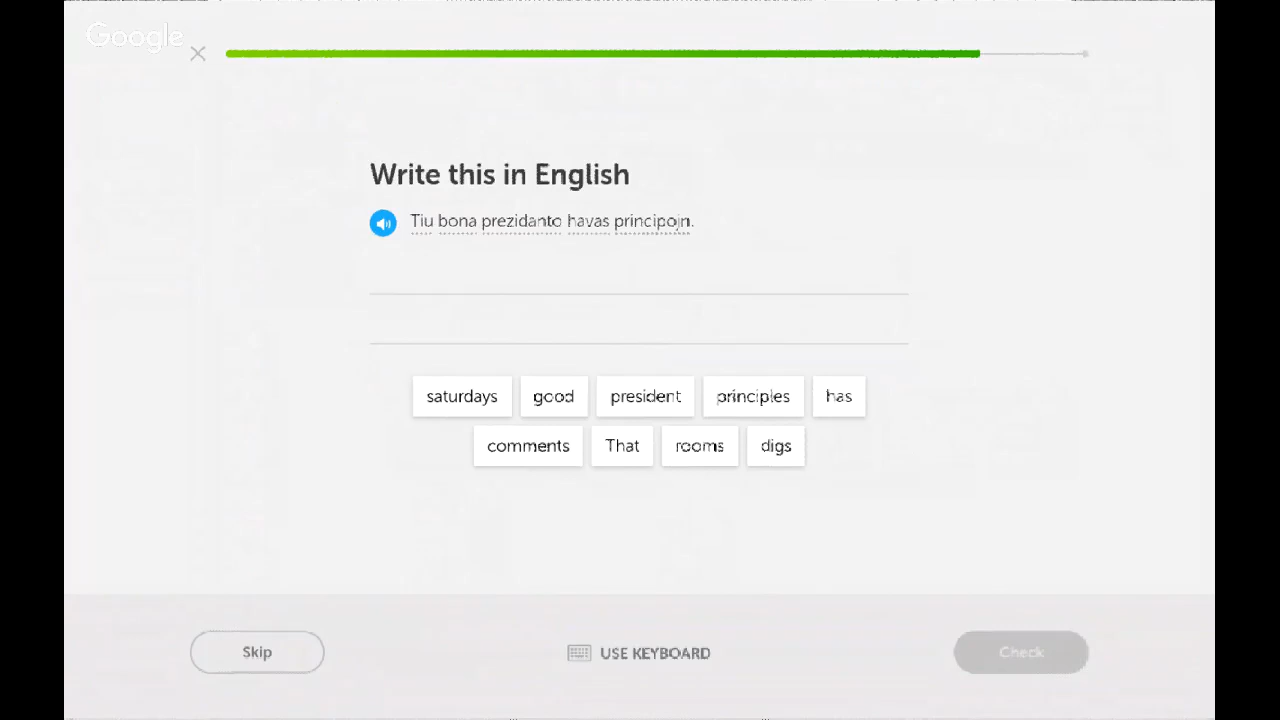 Google
Write this in English
Tiu bona prezidanto havas principojn.
saturdays good president principles has
comments That rooms digs
Skip USE KEYBOARD Check